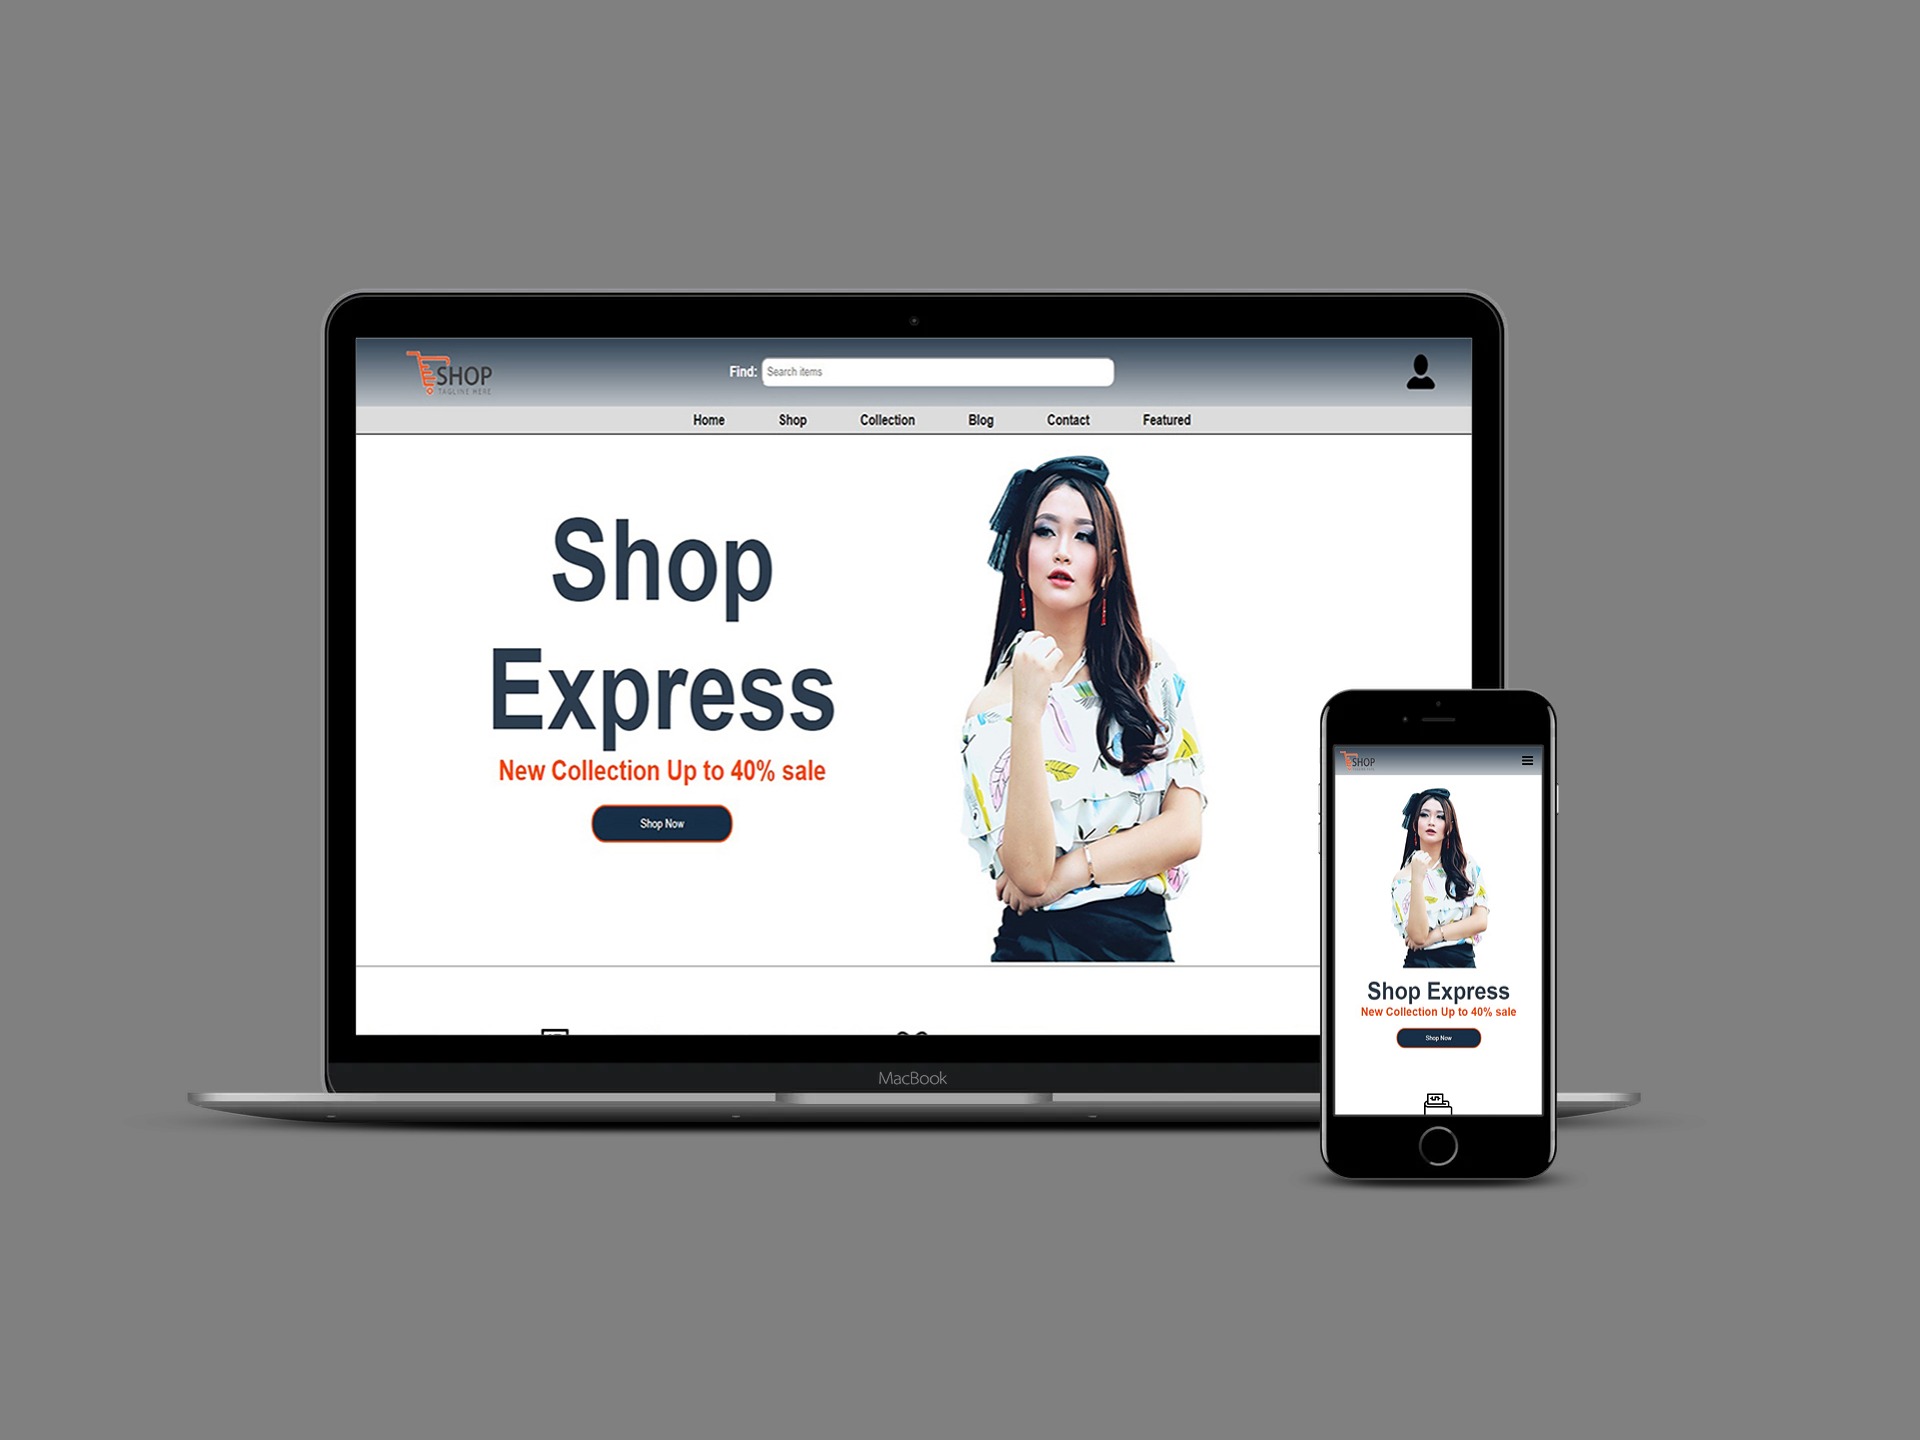 SHOP
TAGLINE HERE
Find: Search items
Home Shop Collection Blog Contact Featured
Shop
Express
New Collection Up to 40% sale
Shop Now
MacBook
SHOP
Shop Express
New Collection Up to 40% sale
Shop Now